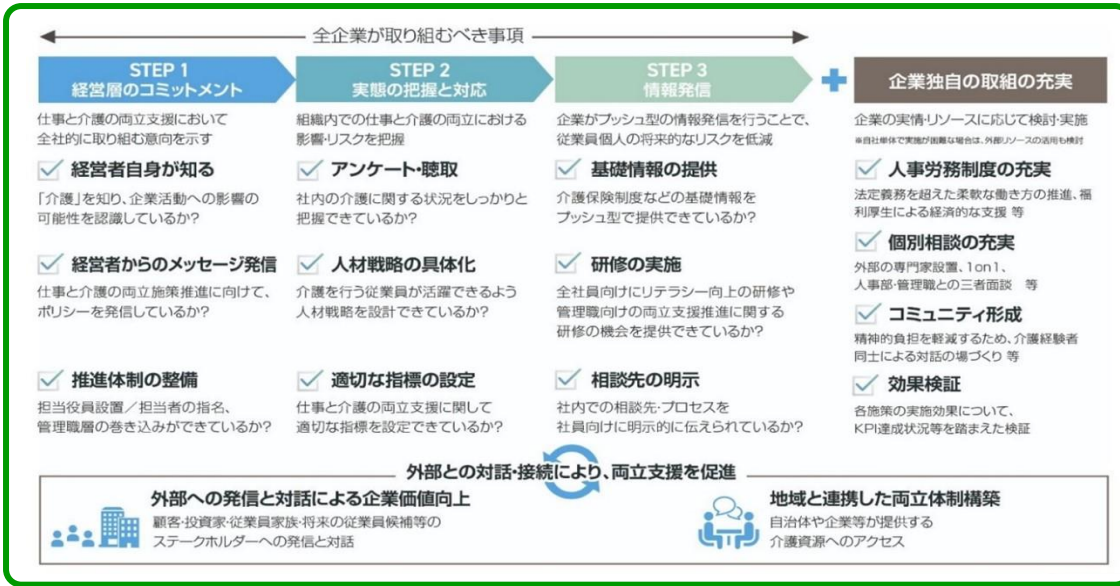 全企業が取り組むべき事項
STEP 1
経営層のコミットメント
仕事と介護の両立支援において
全社的に取り組む意向を示す
経営者自身が知る
「介護」を知り、企業活動への影響の
可能性を認識しているか?
経営者からのメッセージ発信
仕事と介護の両立施策推進に向けて、
ポリシーを発信しているか?
推進体制の整備
担当役員設置／担当者の指名、
管理職層の巻き込みができているか?
STEP 2
実態の把握と対応
組織内での仕事と介護の両立における
影響・リスクを把握
アンケート・聴取
社内の介護に関する状況をしっかりと
把握できているか?
人材戦略の具体化
介護を行う従業員が活躍できるよう
人材戦略を設計できているか?
適切な指標の設定
仕事と介護の両立支援に関して
適切な指標を設定できているか?
STEP 3
情報発信
企業がプッシュ型の情報発信を行うことで、
従業員個人の将来的なリスクを低減
基礎情報の提供
介護保険制度などの基礎情報を
プッシュ型で提供できているか?
研修の実施
全社員向けにリテラシー向上の研修や
管理職向けの両立支援推進に関する
研修の機会を提供できているか?
相談先の明示
社内での相談先・プロセスを
社員向けに明示的に伝えられているか?
+
企業独自の取組の充実
企業の実情・リソースに応じて検討・実施
※自社単体で実施が困難な場合は、外部リソースの活用も検討
人事労務制度の充実
法定義務を超えた柔軟な働き方の推進、福
利厚生による経済的な支援 等
個別相談の充実
外部の専門家設置、1on1、
人事部・管理職との三者面談 等
コミュニティ形成
精神的負担を軽減するため、介護経験者
同士による対話の場づくり 等
効果検証
各施策の実施効果について、
KPI達成状況等を踏まえた検証
外部との対話・接続により、両立支援を促進
外部への発信と対話による企業価値向上
顧客・投資家・従業員家族・将来の従業員候補等の
ステークホルダーへの発信と対話
地域と連携した両立体制構築
自治体や企業等が提供する
介護資源へのアクセス